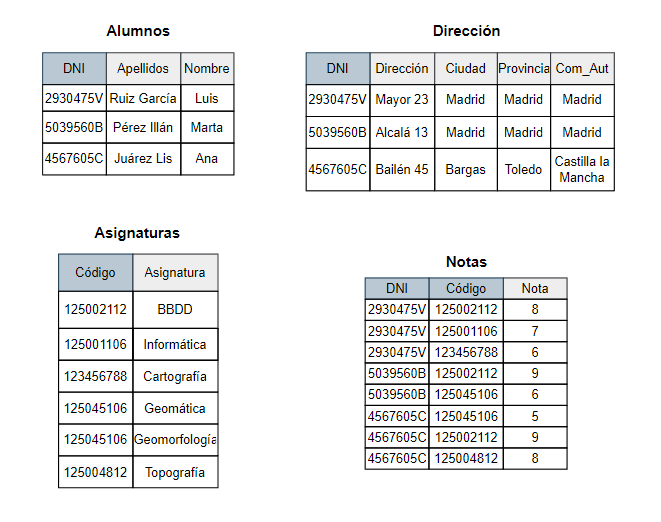 Alumnos
DNI Apellidos Nombre
2930475V Ruiz García Luis
5039560B Pérez Illán Marta
4567605C Juárez Lis Ana
Dirección
DNI Dirección Ciudad Provincia Com_Aut
2930475V Mayor 23 Madrid Madrid Madrid
5039560B Alcalá 13 Madrid Madrid Madrid
4567605C Bailén 45 Bargas Toledo Castilla la
Mancha
Asignaturas
Código Asignatura
125002112 BBDD
125001106 Informática
123456788 Cartografía
125045106 Geomática
125045106 Geomorfología
125004812 Topografía
Notas
DNI Código Nota
2930475V 125002112 8
2930475V 125001106 7
2930475V 123456788 6
5039560B 125002112 9
5039560B 125045106 6
4567605C 125045106 5
4567605C 125002112 9
4567605C 125004812 8